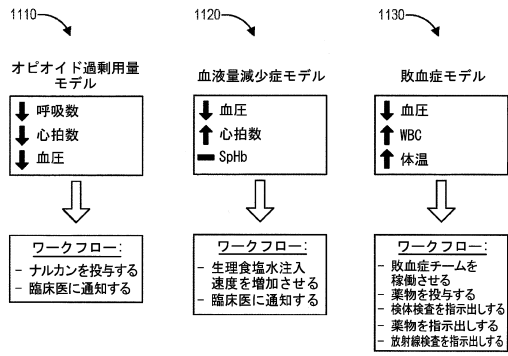 1110
オピオイド過剰用量
モデル
呼吸数
心拍数
血圧
ワークフロー:
- ナルカンを投与する
- 臨床医に通知する
1120
血液量減少症モデル
血圧
心拍数
SpHb
ワークフロー:
- 生理食塩水注入
速度を増加させる
- 臨床医に通知する
1130
敗血症モデル
血圧
WBC
体温
ワークフロー:
- 敗血症チームを
稼働させる
- 薬物を投与する
- 検体検査を指示出しする
- 薬物を指示出しする
- 放射線検査を指示出しする